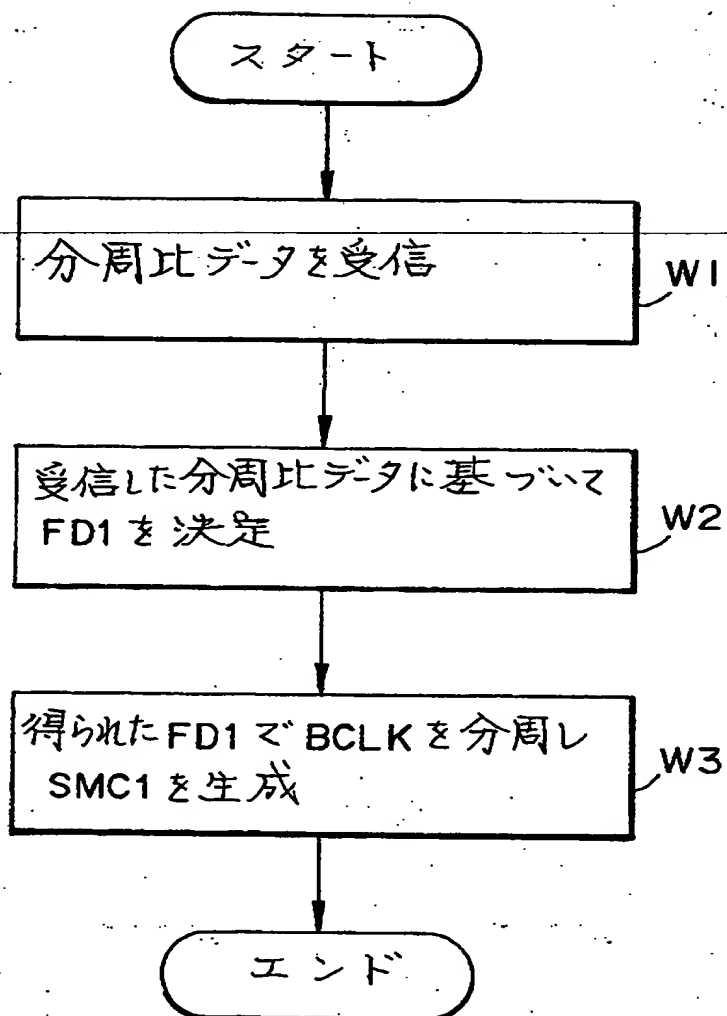 スタート
分周比データを受信
W1
受信した分周比データに基づいて
FD1を決定
W2
得られたFD1でBCLKを分周し
SMC1を生成
W3
エンド